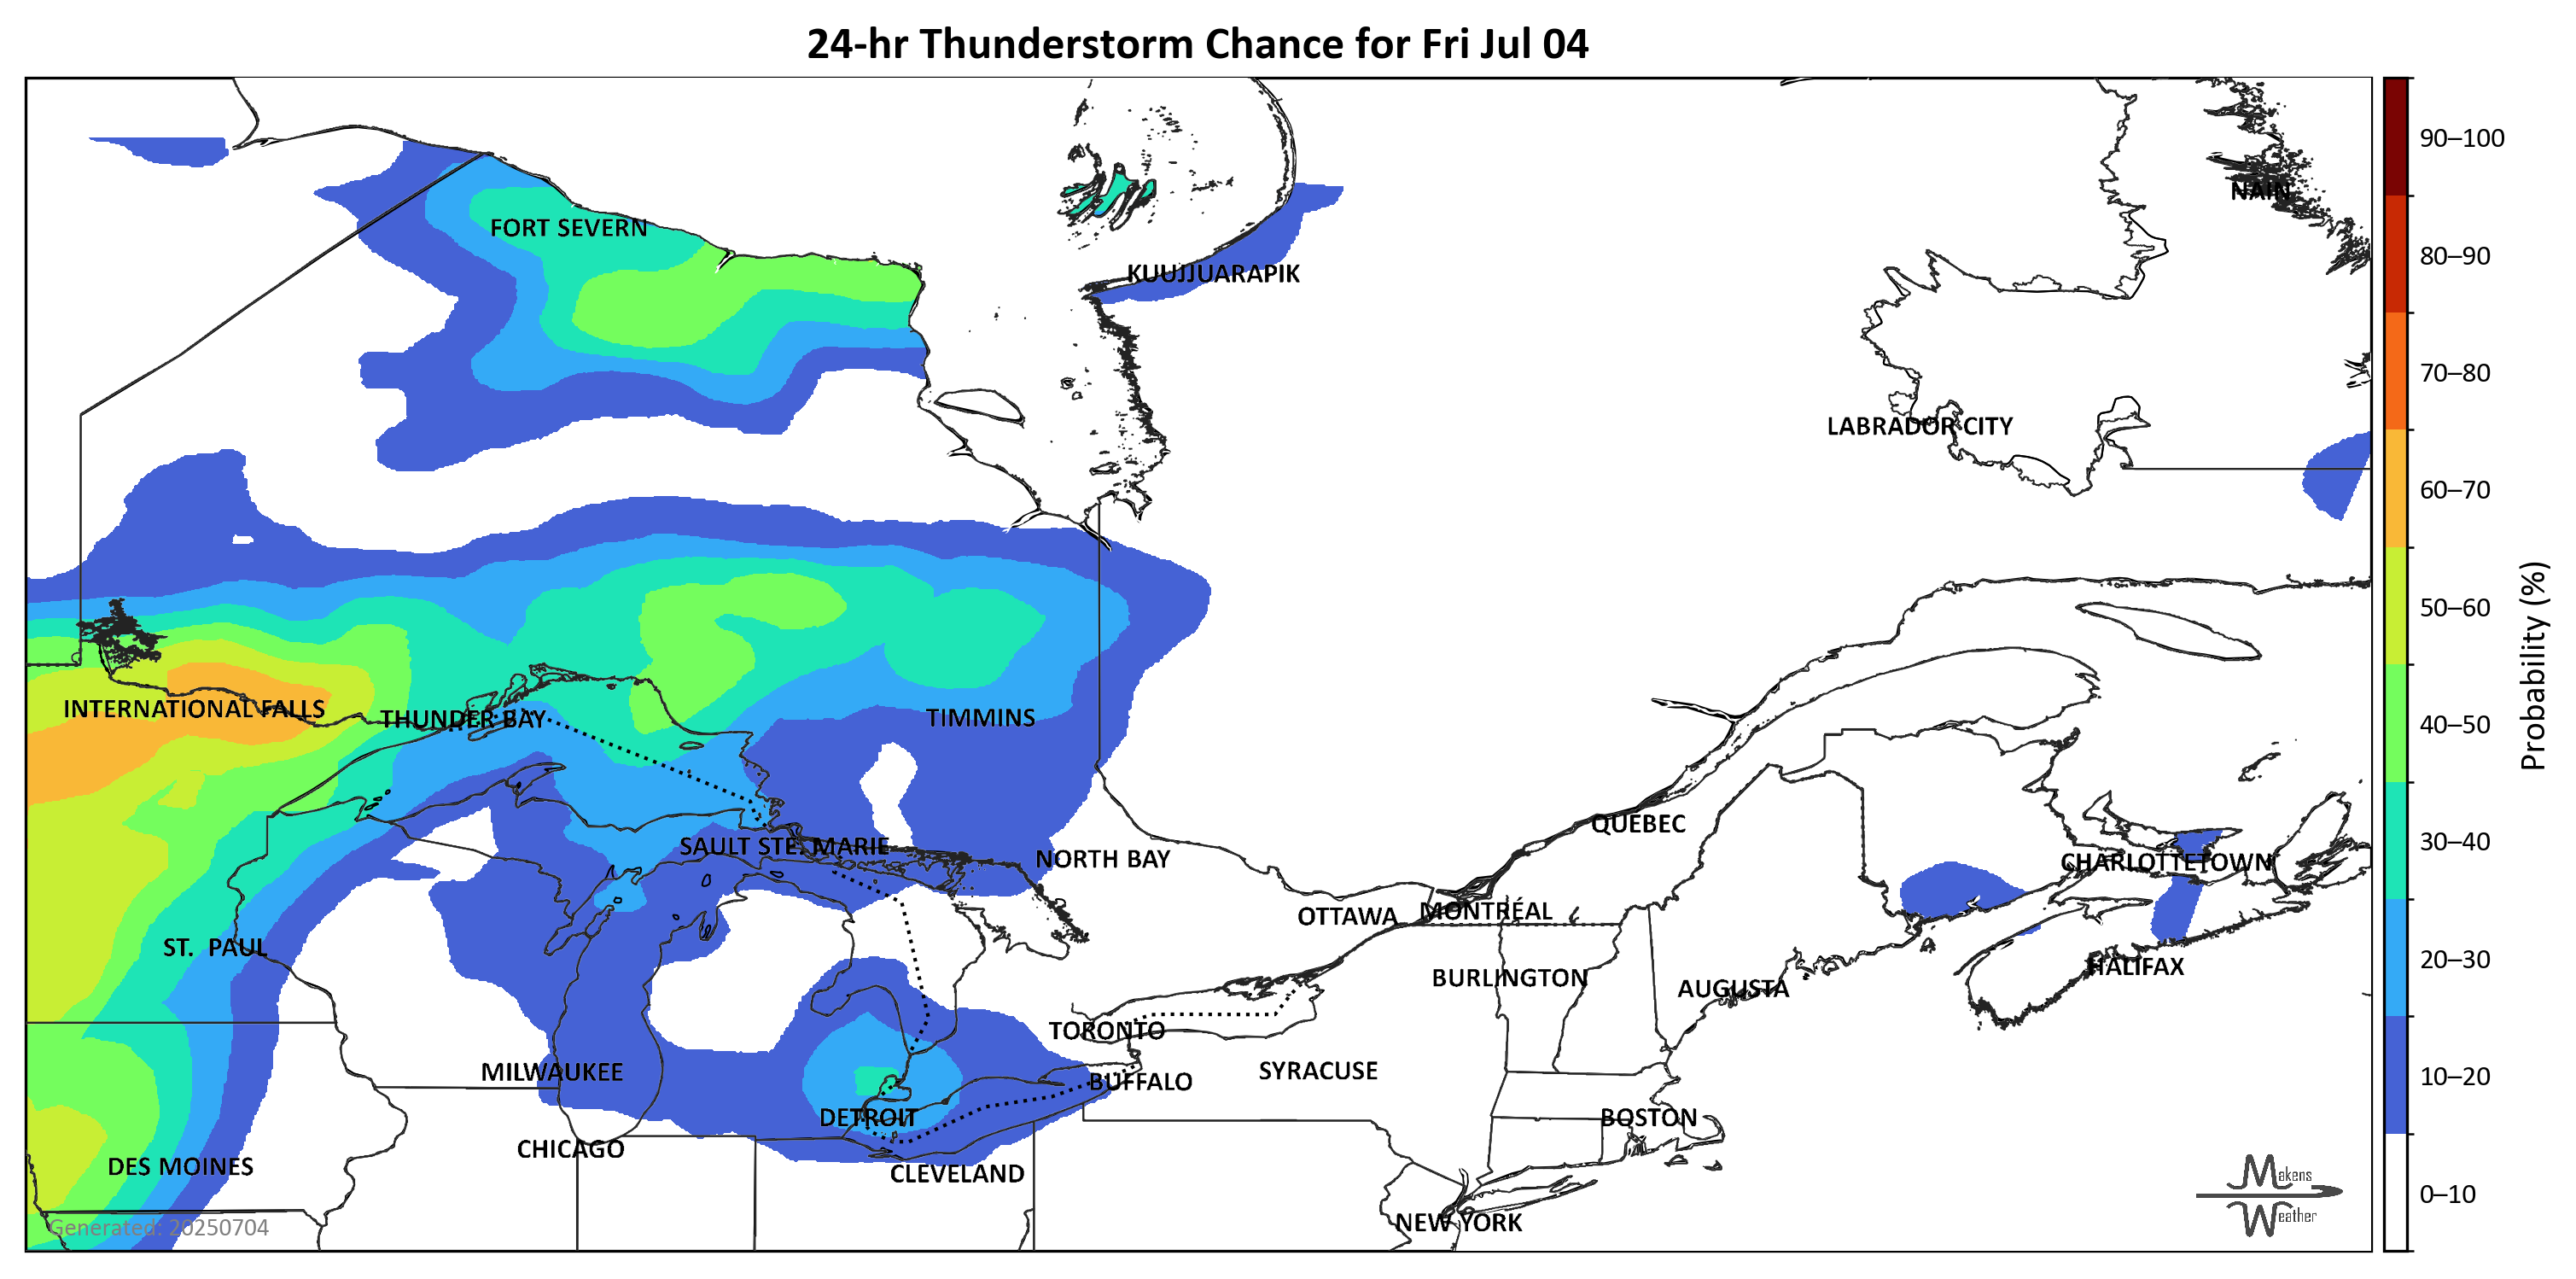 24-hr Thunderstorm Chance for Fri Jul 04
90–100
NAIN
FORT SEVERN
80–90
KUUJJUARAPIK
70–80
LABRADOR CITY
60–70
50–60
Probability (%)
INTERNATIONAL FALLS
THUNDER BAY
TIMMINS
40–50
QUEBEC
SAULT STE. MARIE
30–40
NORTH BAY
CHARLOTTETOWN
OTTAWA
MONTRÉAL
ST. PAUL
20–30
HALIFAX
BURLINGTON
AUGUSTA
TORONTO
MILWAUKEE
SYRACUSE
10–20
BUFFALO
DETROIT
BOSTON
CHICAGO
DES MOINES
CLEVELAND
Makens
Weather
0–10
NEW YORK
Generated: 20250704